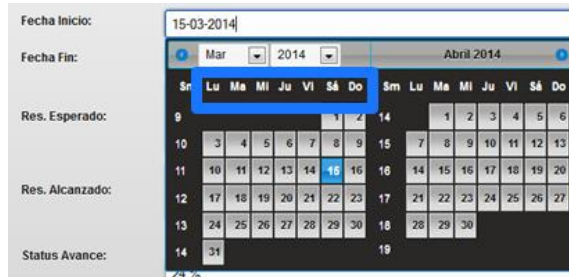 Fecha Inicio: 15-03-2014
Fecha Fin: Mar 2014 Abril 2014
Sm Lu Ma Mi Ju Vi Sá Do Sm Lu Ma Mi Ju Vi Sá Do
9 1 2 14 1 2 3 4 5 6
Res. Esperado:
10 3 4 5 6 7 8 9 15 7 8 9 10 11 12 13
11 10 11 12 13 14 15 16 16 14 15 16 17 18 19 20
Res. Alcanzado:
12 17 18 19 20 21 22 23 17 21 22 23 24 25 26 27
13 24 25 26 27 28 29 30 18 28 29 30
Status Avance: 14 31 19
24 %